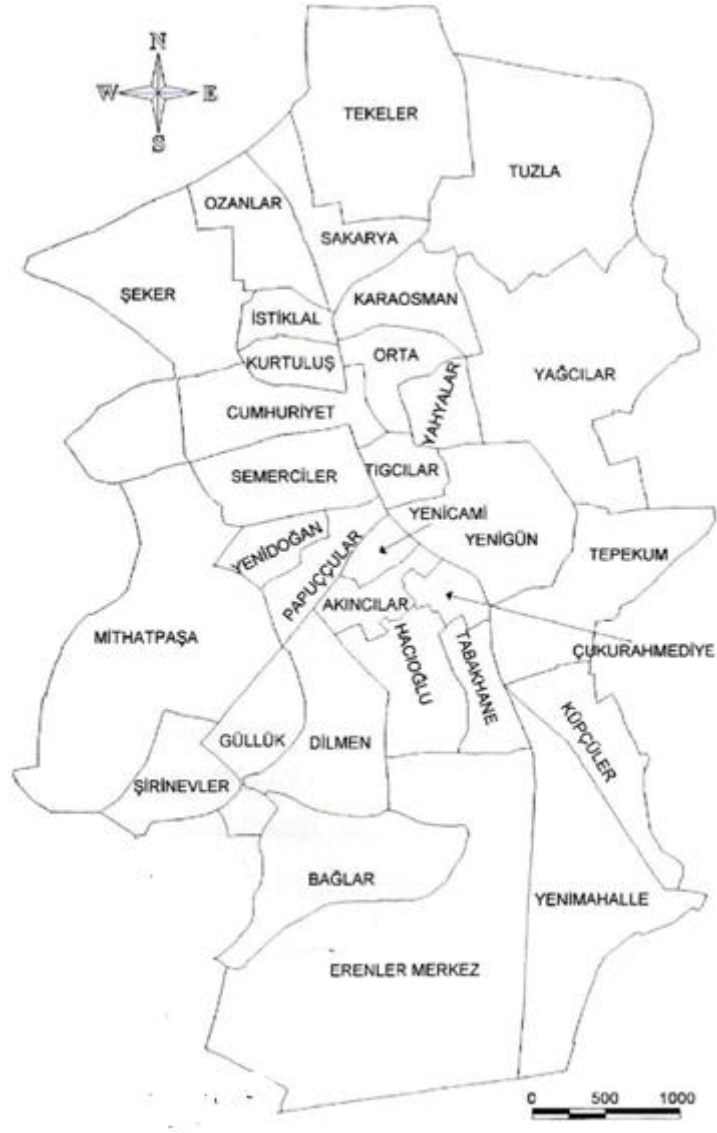 N
W E
S
TEKELER
TUZLA
OZANLAR
SAKARYA
ŞEKER
KARAOSMAN
İSTİKLAL
ORTA
KURTULUŞ
YAĞCILAR
YAHYALAR
CUMHURİYET
SEMERCİLER
TIGCILAR
YENİCAMİ
YENİGÜN
YENİDOĞAN
PAPUÇÇULAR
TEPEKUM
AKINCILAR
MİTHATPAŞA
HACIOĞLU
TABAKHANE
ÇUKURAHMEDİYE
KÜPÇÜLER
GÜLLÜK
DİLMEN
ŞİRİNEVLER
BAĞLAR
YENİMAHALLE
ERENLER MERKEZ
0 500 1000